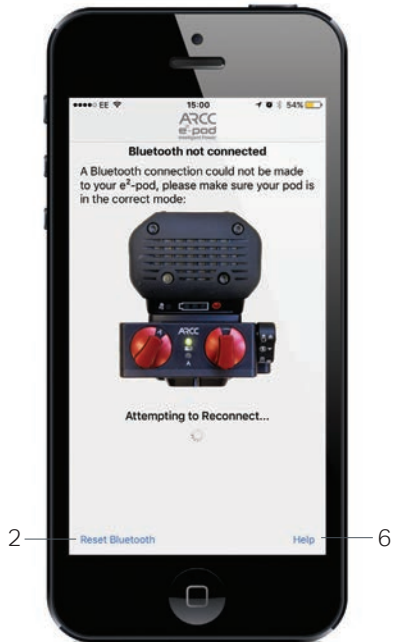 EE 15:00 54%
ARCC
e²-pod
Intelligent Power
Bluetooth not connected
A Bluetooth connection could not be made
to your e²-pod, please make sure your pod is
in the correct mode:
ARCC
A
Attempting to Reconnect...
2 Reset Bluetooth Help 6